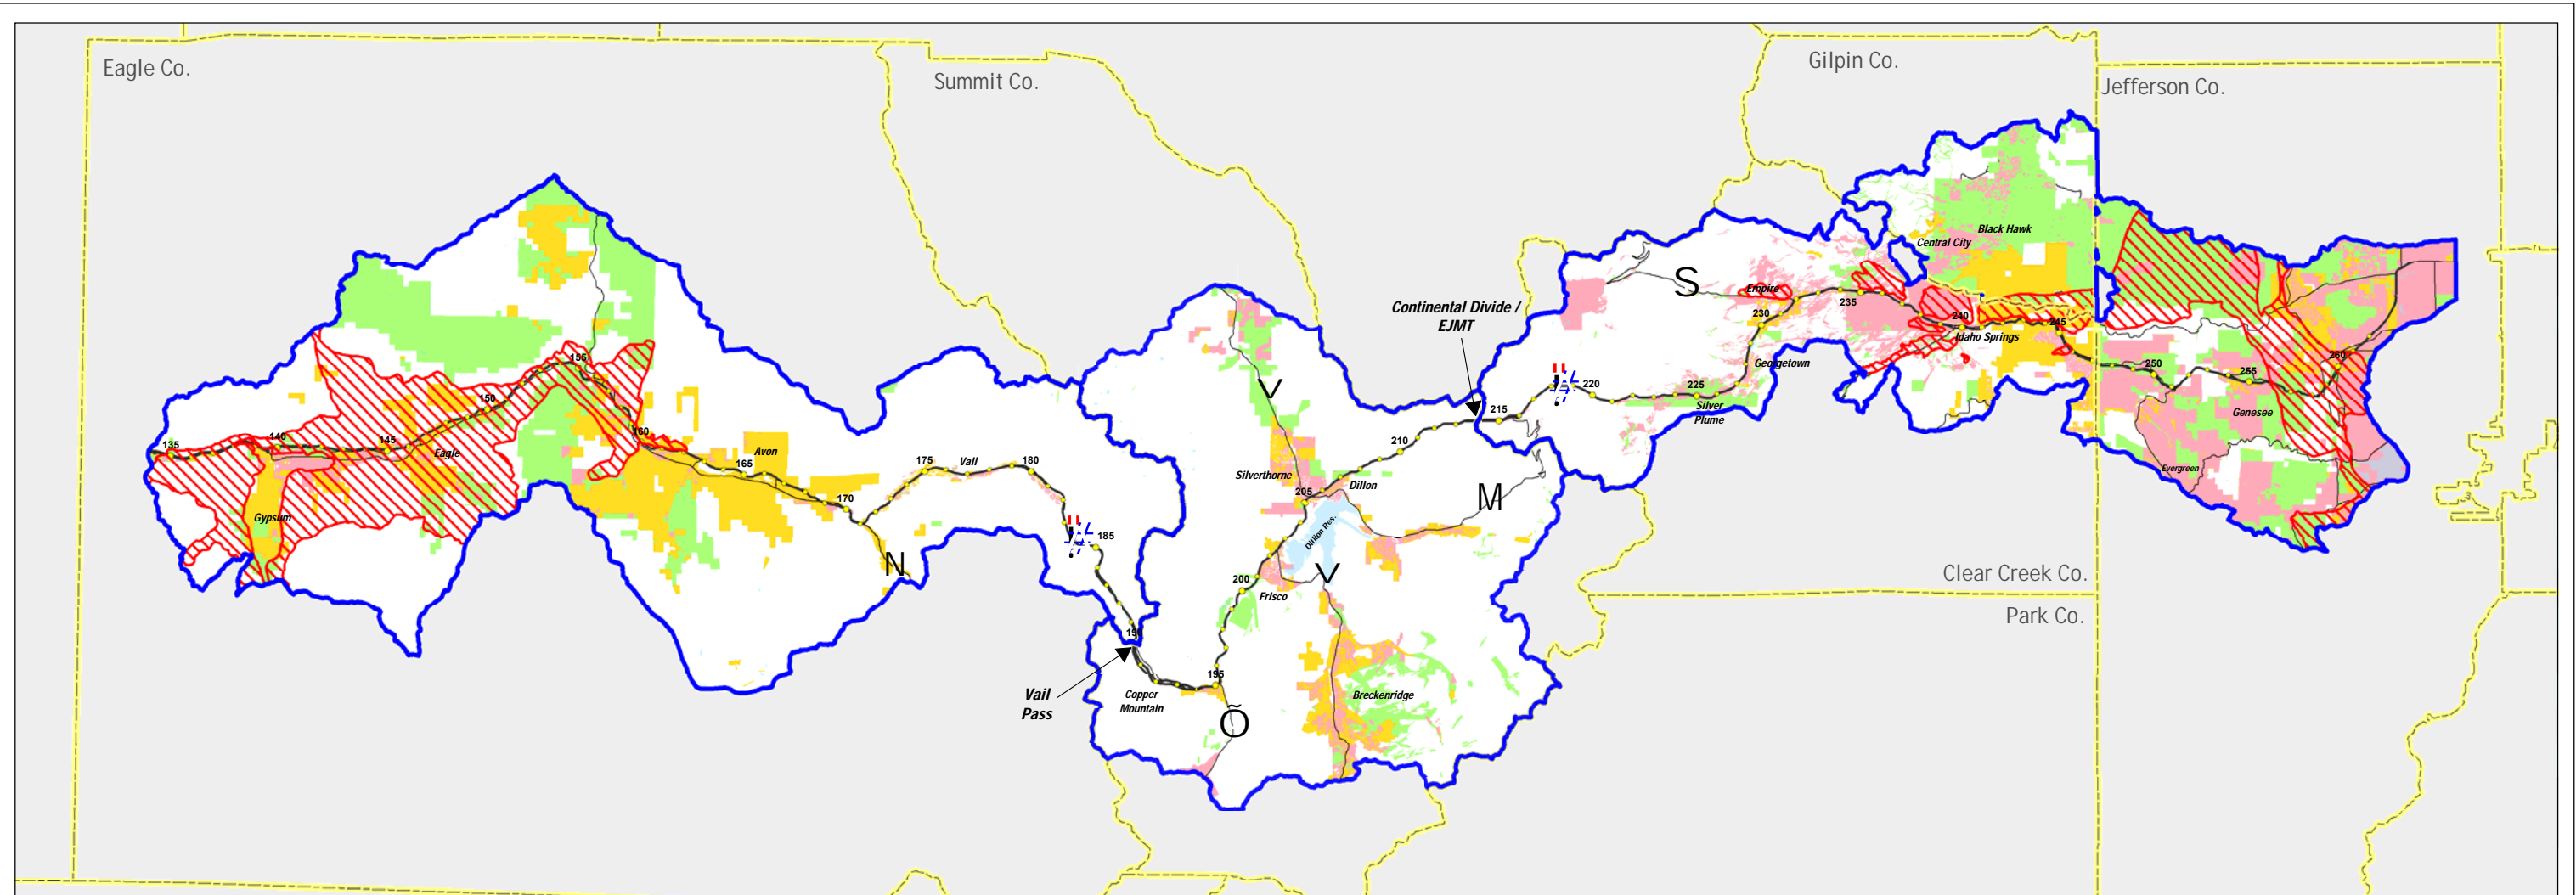 Eagle Co.
Summit Co.
Gilpin Co.
Jefferson Co.
Black Hawk
Central City
S
Empire
235
230
240
245
Idaho Springs
Continental Divide /
EJMT
Georgetown
250
255
260
Genesee
Evergreen
220
225
Silver
Plume
215
210
155
150
145
140
135
Eagle
160
Avon
165
170
175
Vail
180
185
V
Silverthorne
205
Dillon
M
Dillon Res.
Gypsum
N
V
200
Frisco
Clear Creek Co.
Park Co.
190
195
Vail
Pass
Copper
Mountain
Breckenridge
Õ